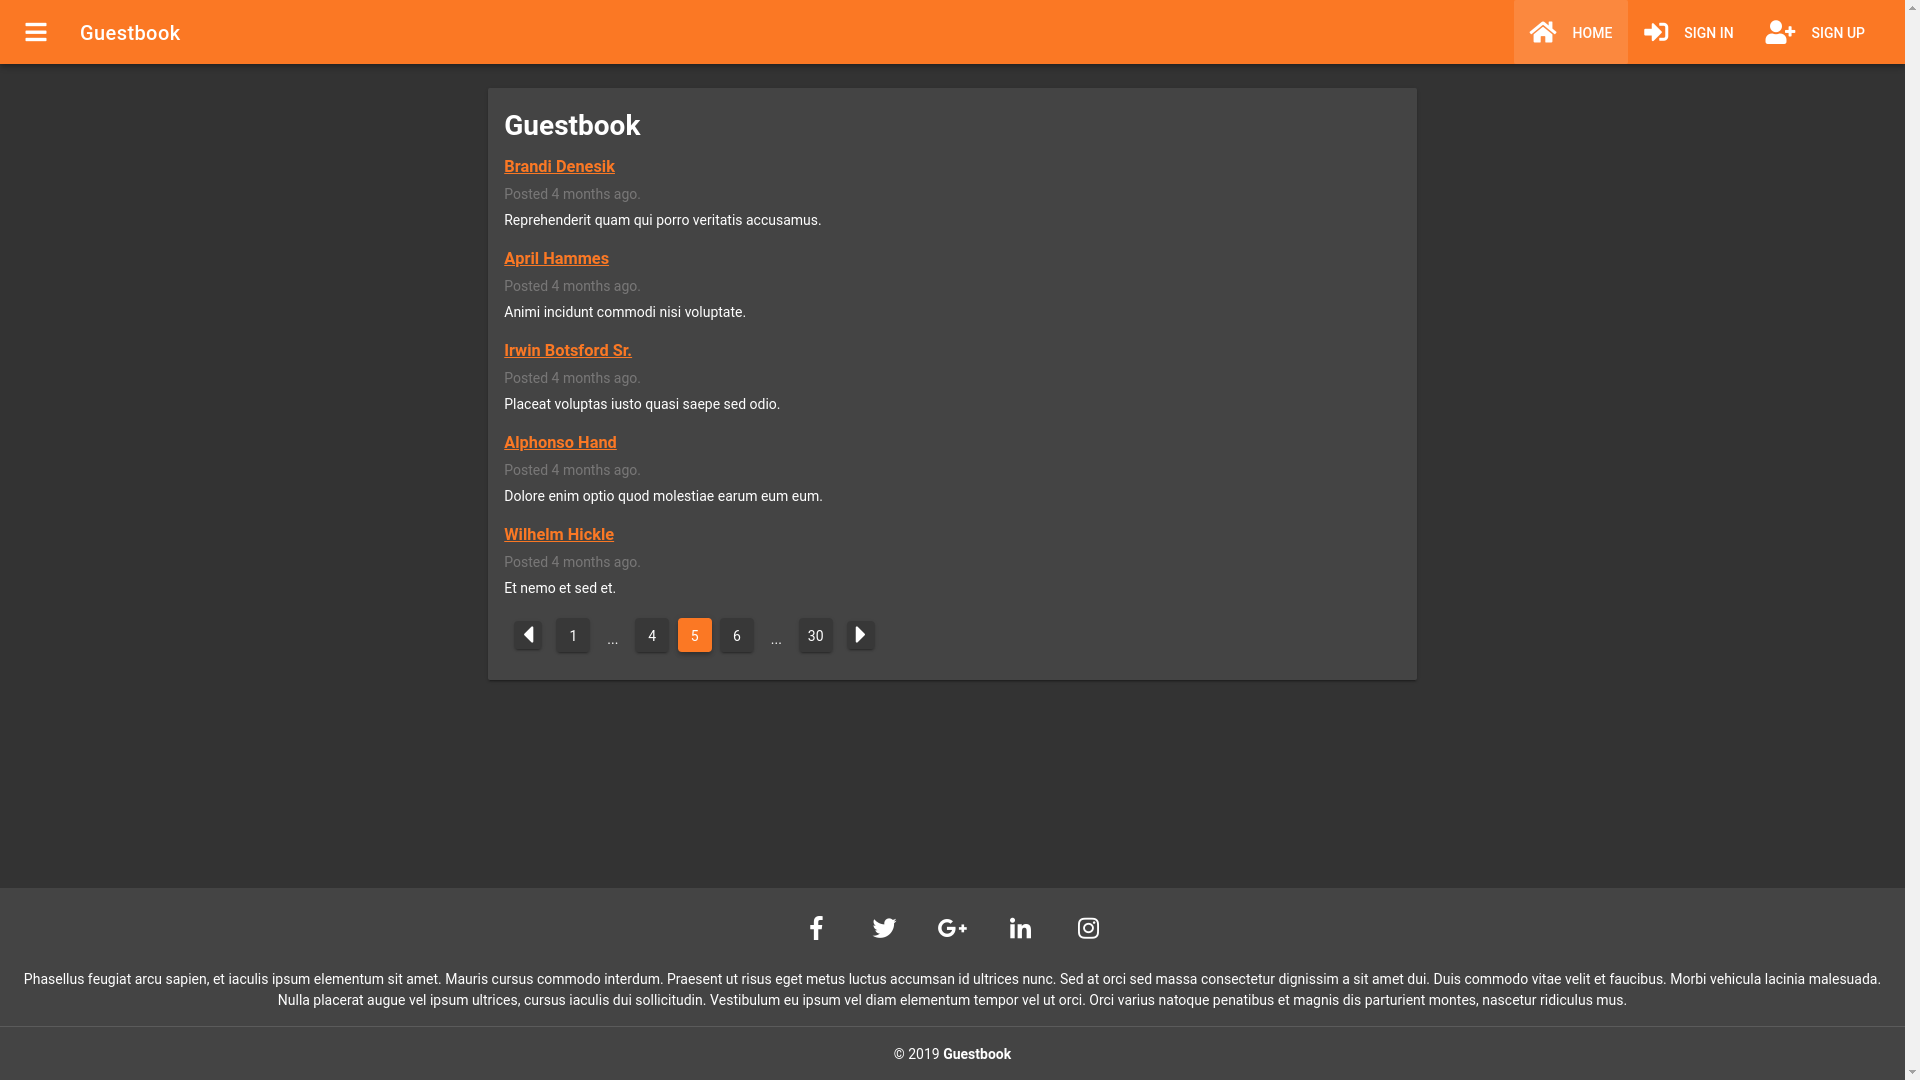 Guestbook
HOME
SIGN IN
SIGN UP
Guestbook
Brandi Denesik
Posted 4 months ago.
Reprehenderit quam qui porro veritatis accusamus.
April Hammes
Posted 4 months ago.
Animi incidunt commodi nisi voluptate.
Irwin Botsford Sr.
Posted 4 months ago.
Placeat voluptas iusto quasi saepe sed odio.
Alphonso Hand
Posted 4 months ago.
Dolore enim optio quod molestiae earum eum eum.
Wilhelm Hickle
Posted 4 months ago.
Et nemo et sed et.
1 ... 4 5 6 ... 30
Phasellus feugiat arcu sapien, et iaculis ipsum elementum sit amet. Mauris cursus commodo interdum. Praesent ut risus eget metus luctus accumsan id ultrices nunc. Sed at orci sed massa consectetur dignissim a sit amet dui. Duis commodo vitae velit et faucibus. Morbi vehicula lacinia malesuada.
Nulla placerat augue vel ipsum ultrices, cursus iaculis dui sollicitudin. Vestibulum eu ipsum vel diam elementum tempor vel ut orci. Orci varius natoque penatibus et magnis dis parturient montes, nascetur ridiculus mus.
© 2019 Guestbook